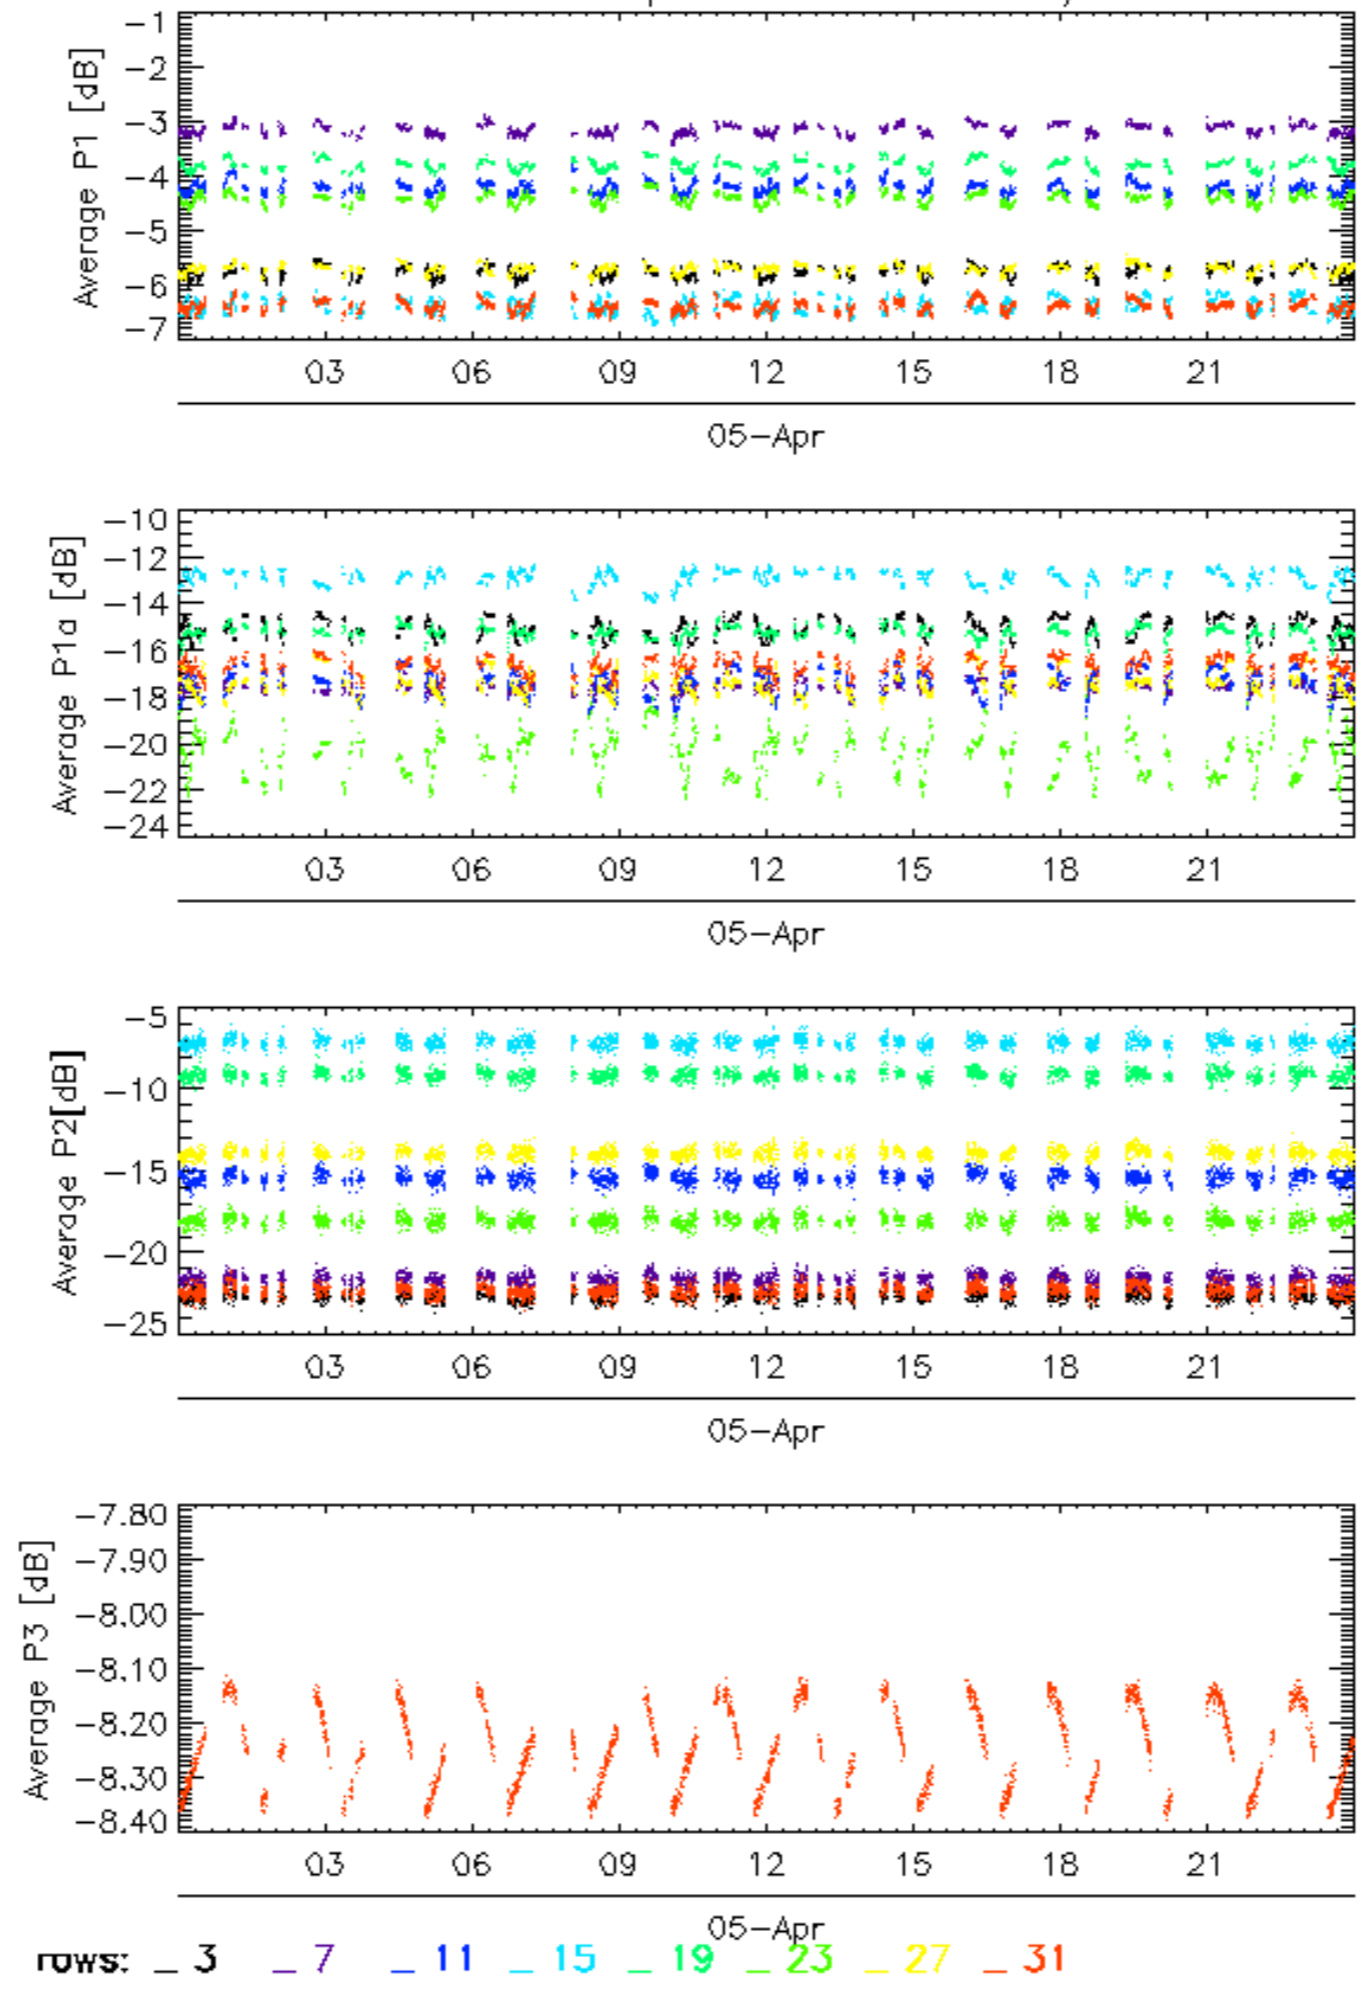 -1
-2
-3
-4
-5
-6
-7
Average P1 [dB]
03 06 09 12 15 18 21
05-Apr
-10
-12
-14
-16
-18
-20
-22
-24
Average P1a [dB]
03 06 09 12 15 18 21
05-Apr
-5
-10
-15
-20
-25
Average P2[dB]
03 06 09 12 15 18 21
05-Apr
-7.80
-7.90
-8.00
-8.10
-8.20
-8.30
-8.40
Average P3 [dB]
03 06 09 12 15 18 21
05-Apr
rows: _ 3 _ 7 _ 11 _ 15 _ 19 _ 23 _ 27 _ 31